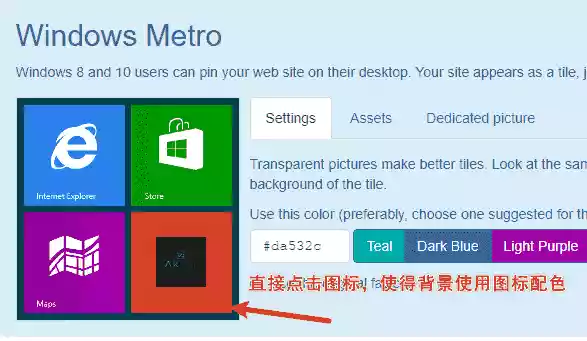 Windows Metro
Windows 8 and 10 users can pin your web site on their desktop. Your site appears as a tile, j
Internet Explorer
Store
Maps
Settings
Assets
Dedicated picture
Transparent pictures make better tiles. Look at the sam
background of the tile.
Use this color (preferably, choose one suggested for th
#da532c
Teal
Dark Blue
Light Purple
直接点击图标，使得背景使用图标配色